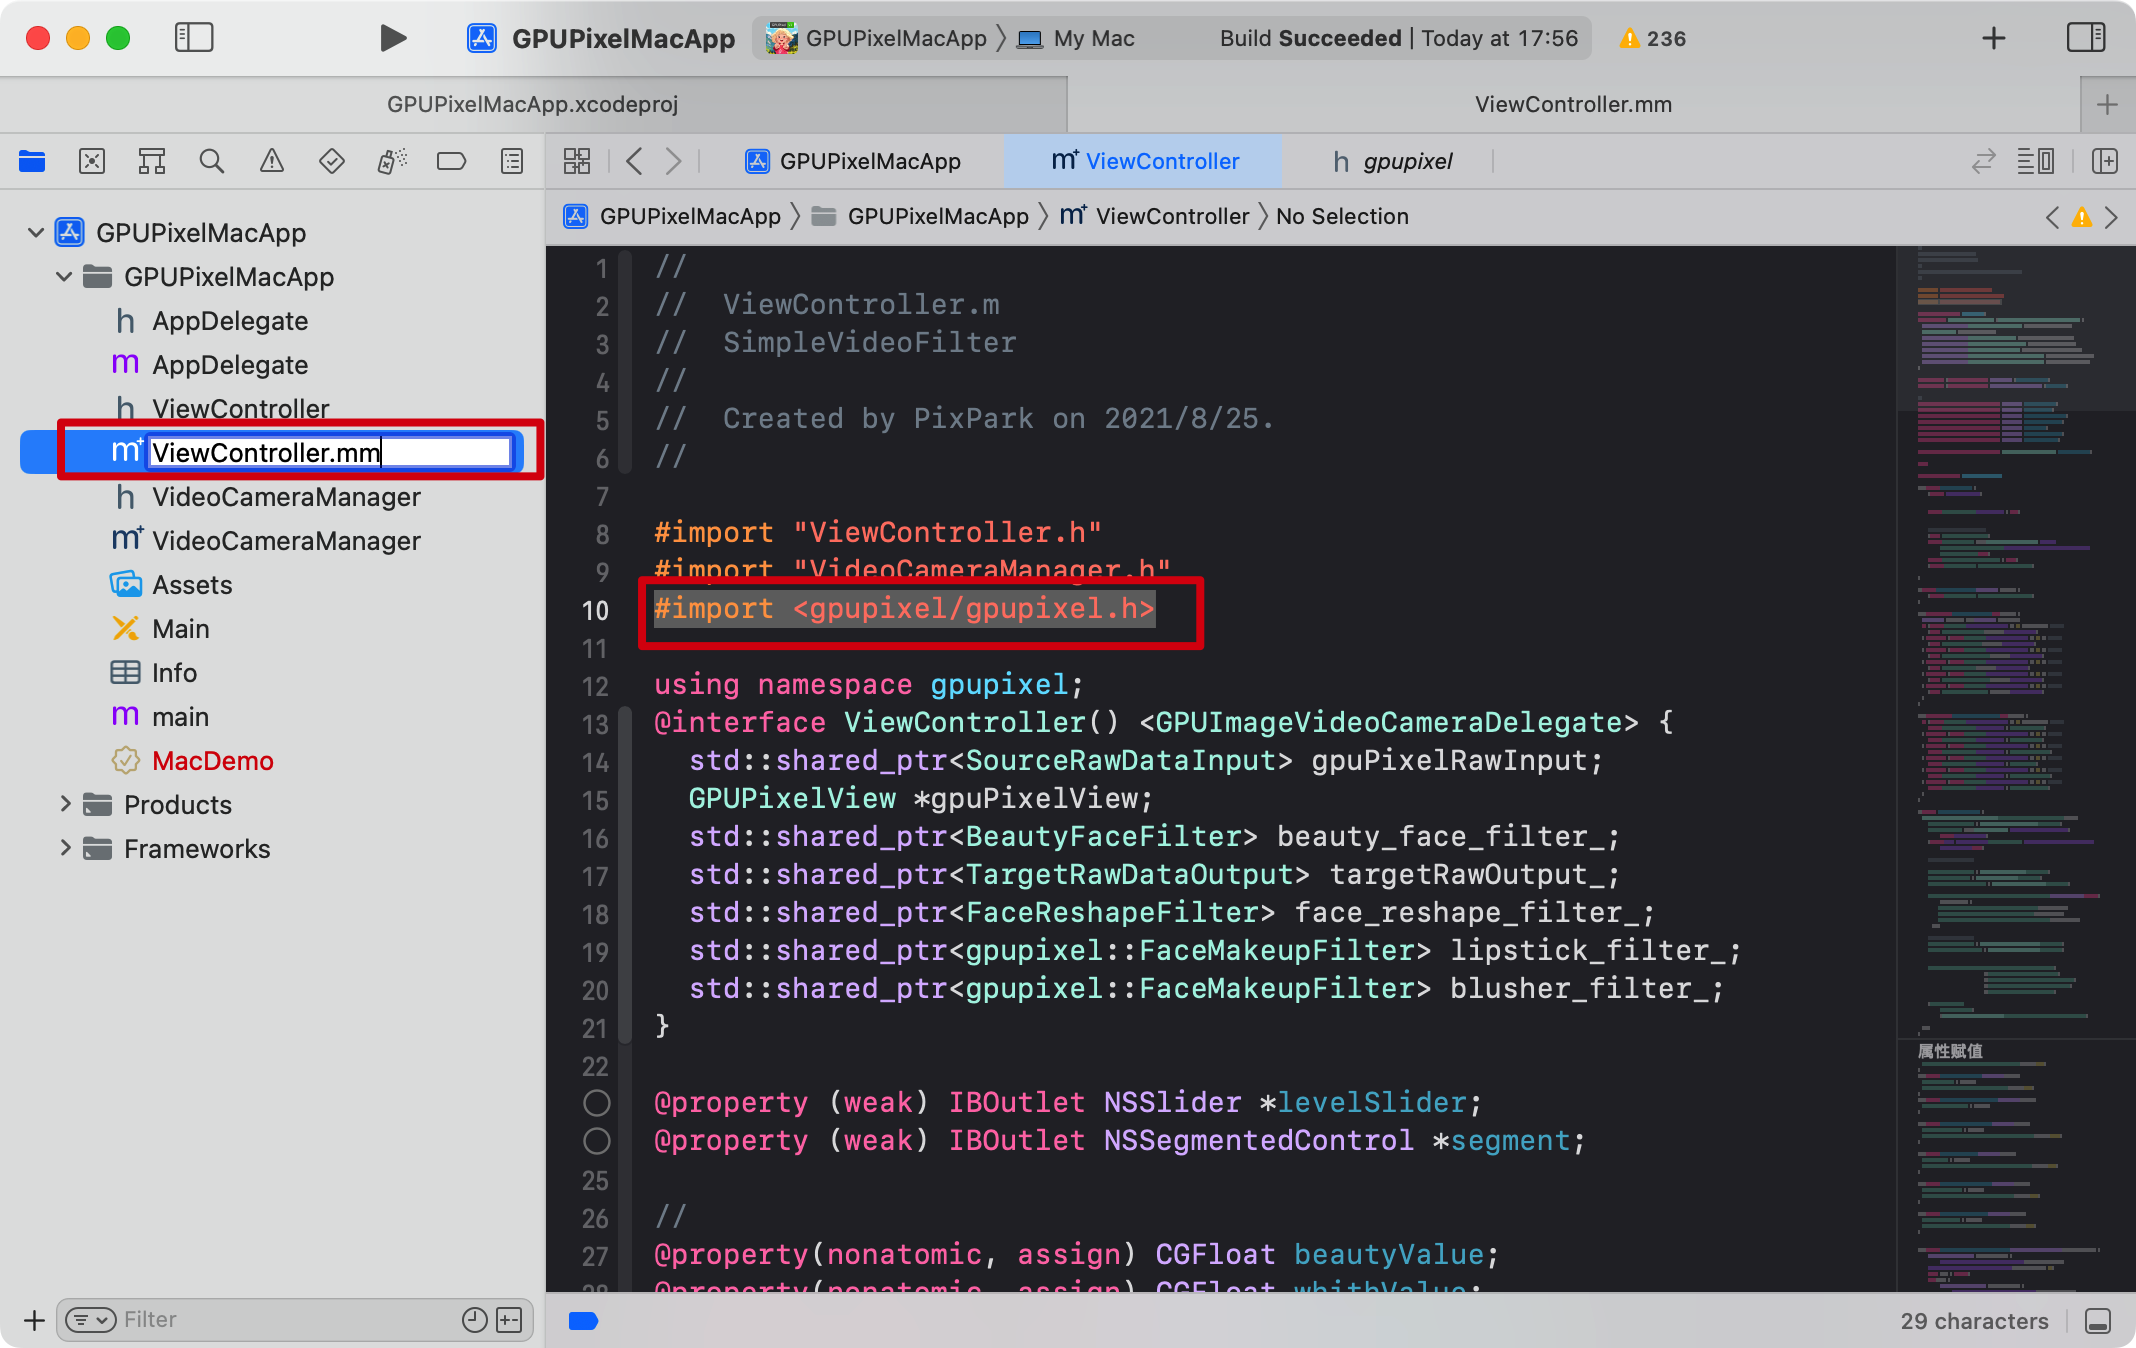 GPUPixelMacApp
GPUPixelMacApp
My Mac
Build Succeeded | Today at 17:56
236
GPUPixelMacApp.xcodeproj
ViewController.mm
GPUPixelMacApp
m+ ViewController
h gpupixel
GPUPixelMacApp
GPUPixelMacApp
m+ ViewController
No Selection
GPUPixelMacApp
GPUPixelMacApp
h AppDelegate
m AppDelegate
h ViewController
m+ ViewController.mm
h VideoCameraManager
m+ VideoCameraManager
Assets
Main
Info
m main
MacDemo
Products
Frameworks
Filter
1 //
2 //  ViewController.m
3 //  SimpleVideoFilter
4 //
5 //  Created by PixPark on 2021/8/25.
6 //
7
8 #import "ViewController.h"
9 #import "VideoCameraManager.h"
10 #import <gpupixel/gpupixel.h>
11
12 using namespace gpupixel;
13 @interface ViewController() <GPUImageVideoCameraDelegate> {
14   std::shared_ptr<SourceRawDataInput> gpuPixelRawInput;
15   GPUPixelView *gpuPixelView;
16   std::shared_ptr<BeautyFaceFilter> beauty_face_filter_;
17   std::shared_ptr<TargetRawDataOutput> targetRawOutput_;
18   std::shared_ptr<FaceReshapeFilter> face_reshape_filter_;
19   std::shared_ptr<gpupixel::FaceMakeupFilter> lipstick_filter_;
20   std::shared_ptr<gpupixel::FaceMakeupFilter> blusher_filter_;
21 }
22
@property (weak) IBOutlet NSSlider *levelSlider;
@property (weak) IBOutlet NSSegmentedControl *segment;
25
26 //
27 @property(nonatomic, assign) CGFloat beautyValue;
28 @property(nonatomic, assign) CGFloat whithValue;
属性赋值
29 characters